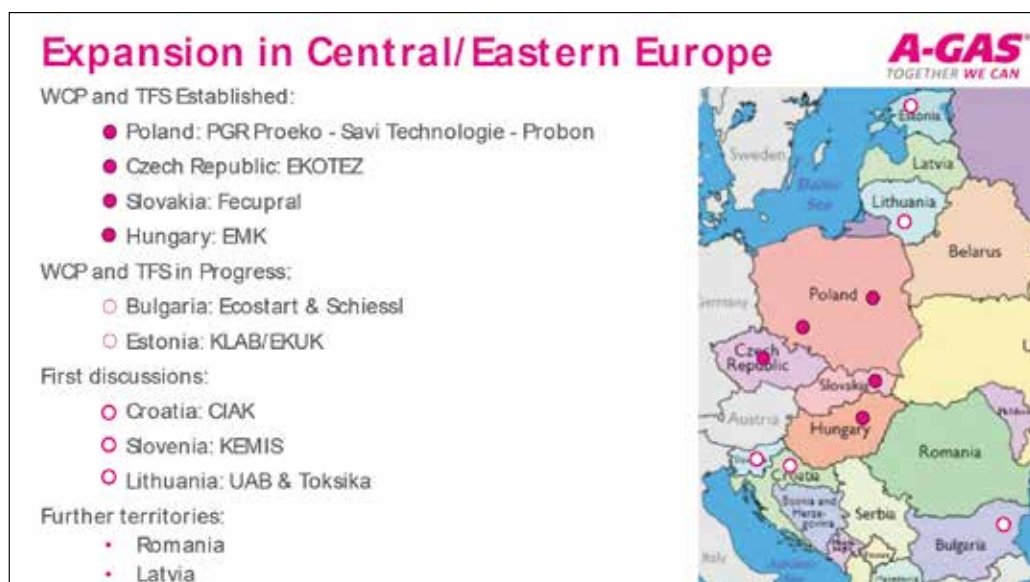 Expansion in Central/Eastern Europe
A-GAS
TOGETHER WE CAN
WCP and TFS Established:
Poland: PGR Proeko - Savi Technologie - Probon
Czech Republic: EKOTEZ
Slovakia: Fecupral
Hungary: EMK
WCP and TFS in Progress:
Bulgaria: Ecostart & Schiessl
Estonia: KLAB/EKUK
First discussions:
Croatia: CIAK
Slovenia: KEMIS
Lithuania: UAB & Toksika
Further territories:
• Romania
• Latvia
Estonia
Sweden
Latvia
Baltic
Sea
Lithuania
Belarus
Poland
Germany
Czech
Republic
Slovakia
Austria
Hungary
Romania
Croatia
Bosnia and
Herze-
govina
Serbia
Italy
Bulgaria